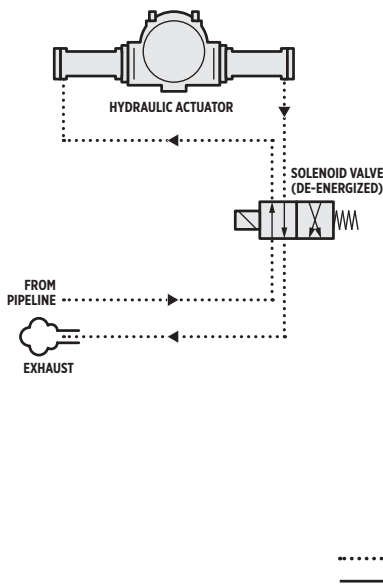 HYDRAULIC ACTUATOR
SOLENOID VALVE
(DE-ENERGIZED)
FROM
PIPELINE
EXHAUST